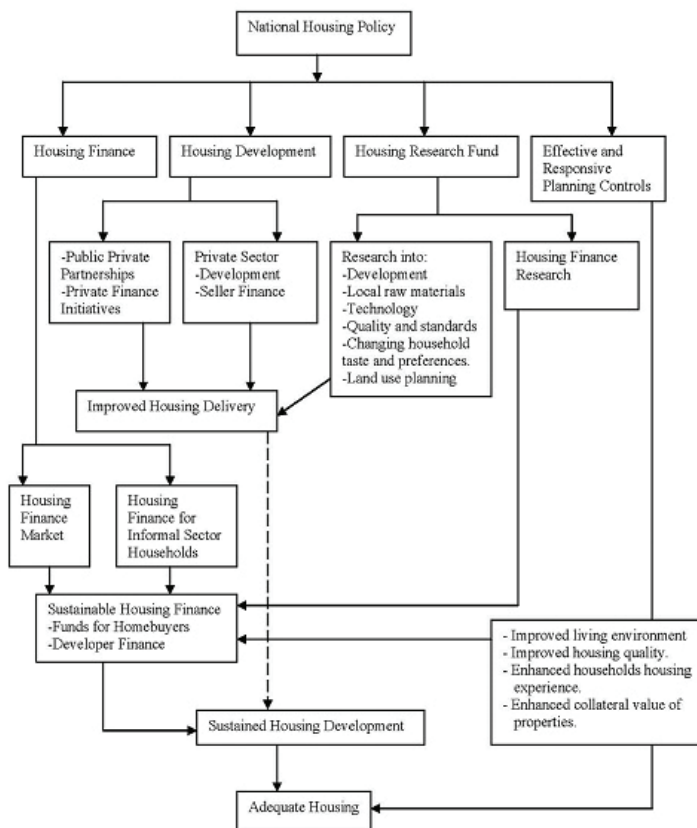 National Housing Policy
Housing Finance
Housing Development
Housing Research Fund
Effective and
Responsive
Planning Controls
-Public Private
Partnerships
-Private Finance
Initiatives
Private Sector
-Development
-Seller Finance
Research into:
-Development
-Local raw materials
-Technology
-Quality and standards
-Changing household
taste and preferences.
-Land use planning
Housing Finance
Research
Improved Housing Delivery
Housing
Finance
Market
Housing
Finance for
Informal Sector
Households
Sustainable Housing Finance
-Funds for Homebuyers
-Developer Finance
- Improved living environment
- Improved housing quality.
- Enhanced households housing
experience.
- Enhanced collateral value of
properties.
Sustained Housing Development
Adequate Housing